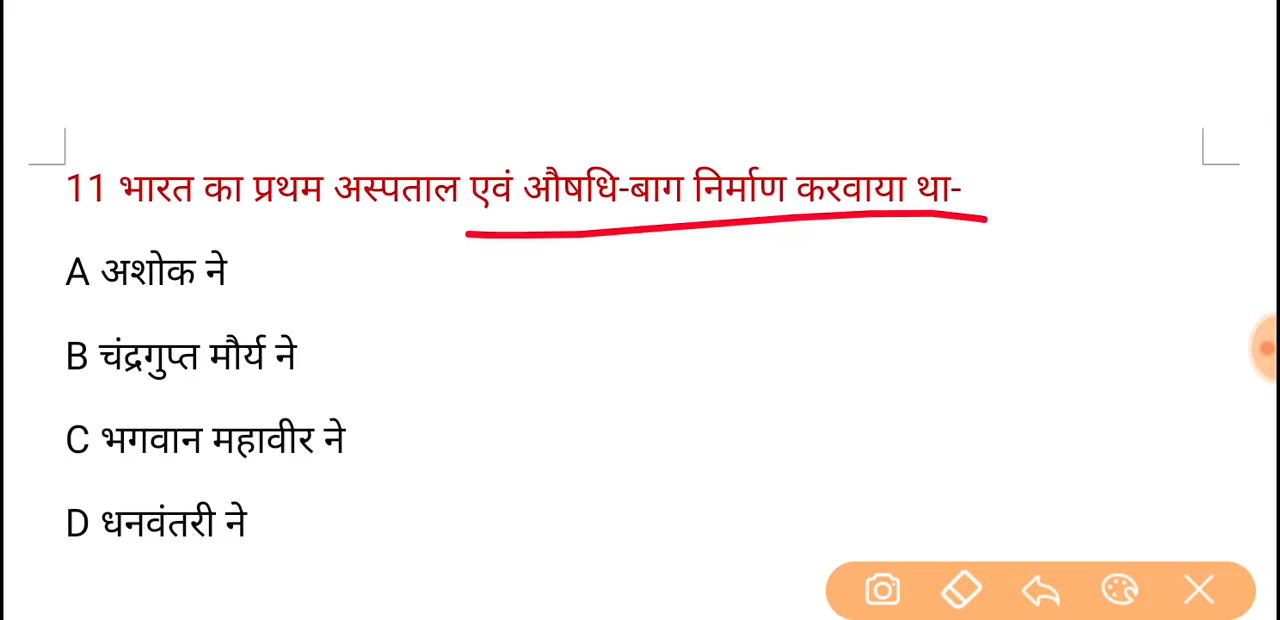 11 भारत का प्रथम अस्पताल एवं औषधि-बाग निर्माण करवाया था-
A अशोक ने
B चंद्रगुप्त मौर्य ने
C भगवान महावीर ने
D धनवंतरी ने